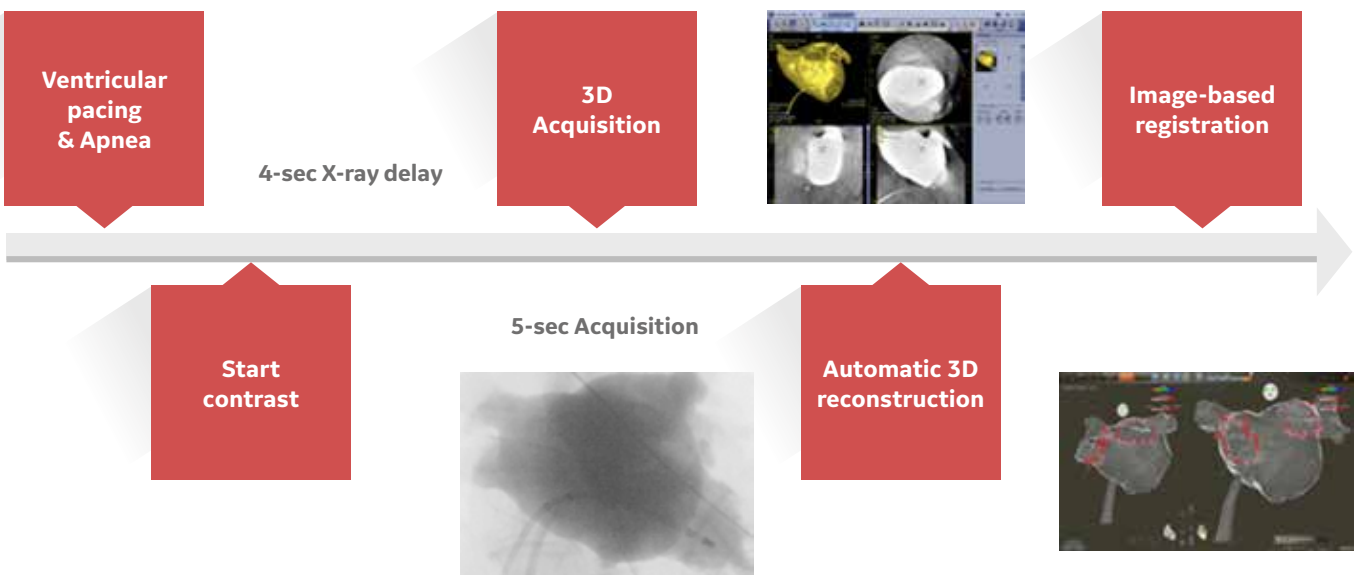 Ventricular
pacing
& Apnea
4-sec X-ray delay
3D
Acquisition
Image-based
registration
Start
contrast
5-sec Acquisition
Automatic 3D
reconstruction